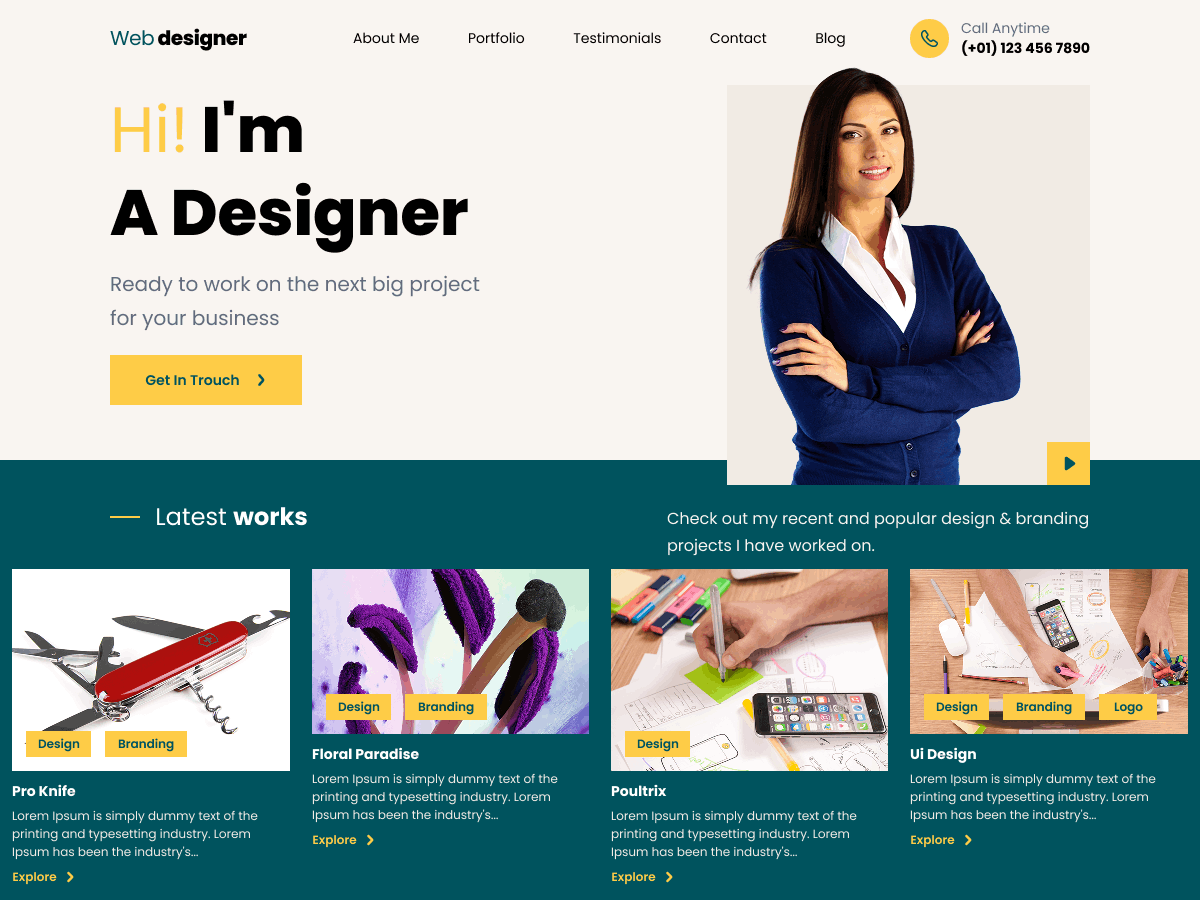 Web designer
About Me
Portfolio
Testimonials
Contact
Blog
Call Anytime
(+01) 123 456 7890
Hi! I'm
A Designer
Ready to work on the next big project
for your business
Get In Trouch
Latest works
Check out my recent and popular design & branding
projects I have worked on.
Design
Branding
Pro Knife
Lorem Ipsum is simply dummy text of the
printing and typesetting industry. Lorem
Ipsum has been the industry's...
Explore
Design
Branding
Floral Paradise
Lorem Ipsum is simply dummy text of the
printing and typesetting industry. Lorem
Ipsum has been the industry's...
Explore
Design
Poultrix
Lorem Ipsum is simply dummy text of the
printing and typesetting industry. Lorem
Ipsum has been the industry's...
Explore
Design
Branding
Logo
Ui Design
Lorem Ipsum is simply dummy text of the
printing and typesetting industry. Lorem
Ipsum has been the industry's...
Explore